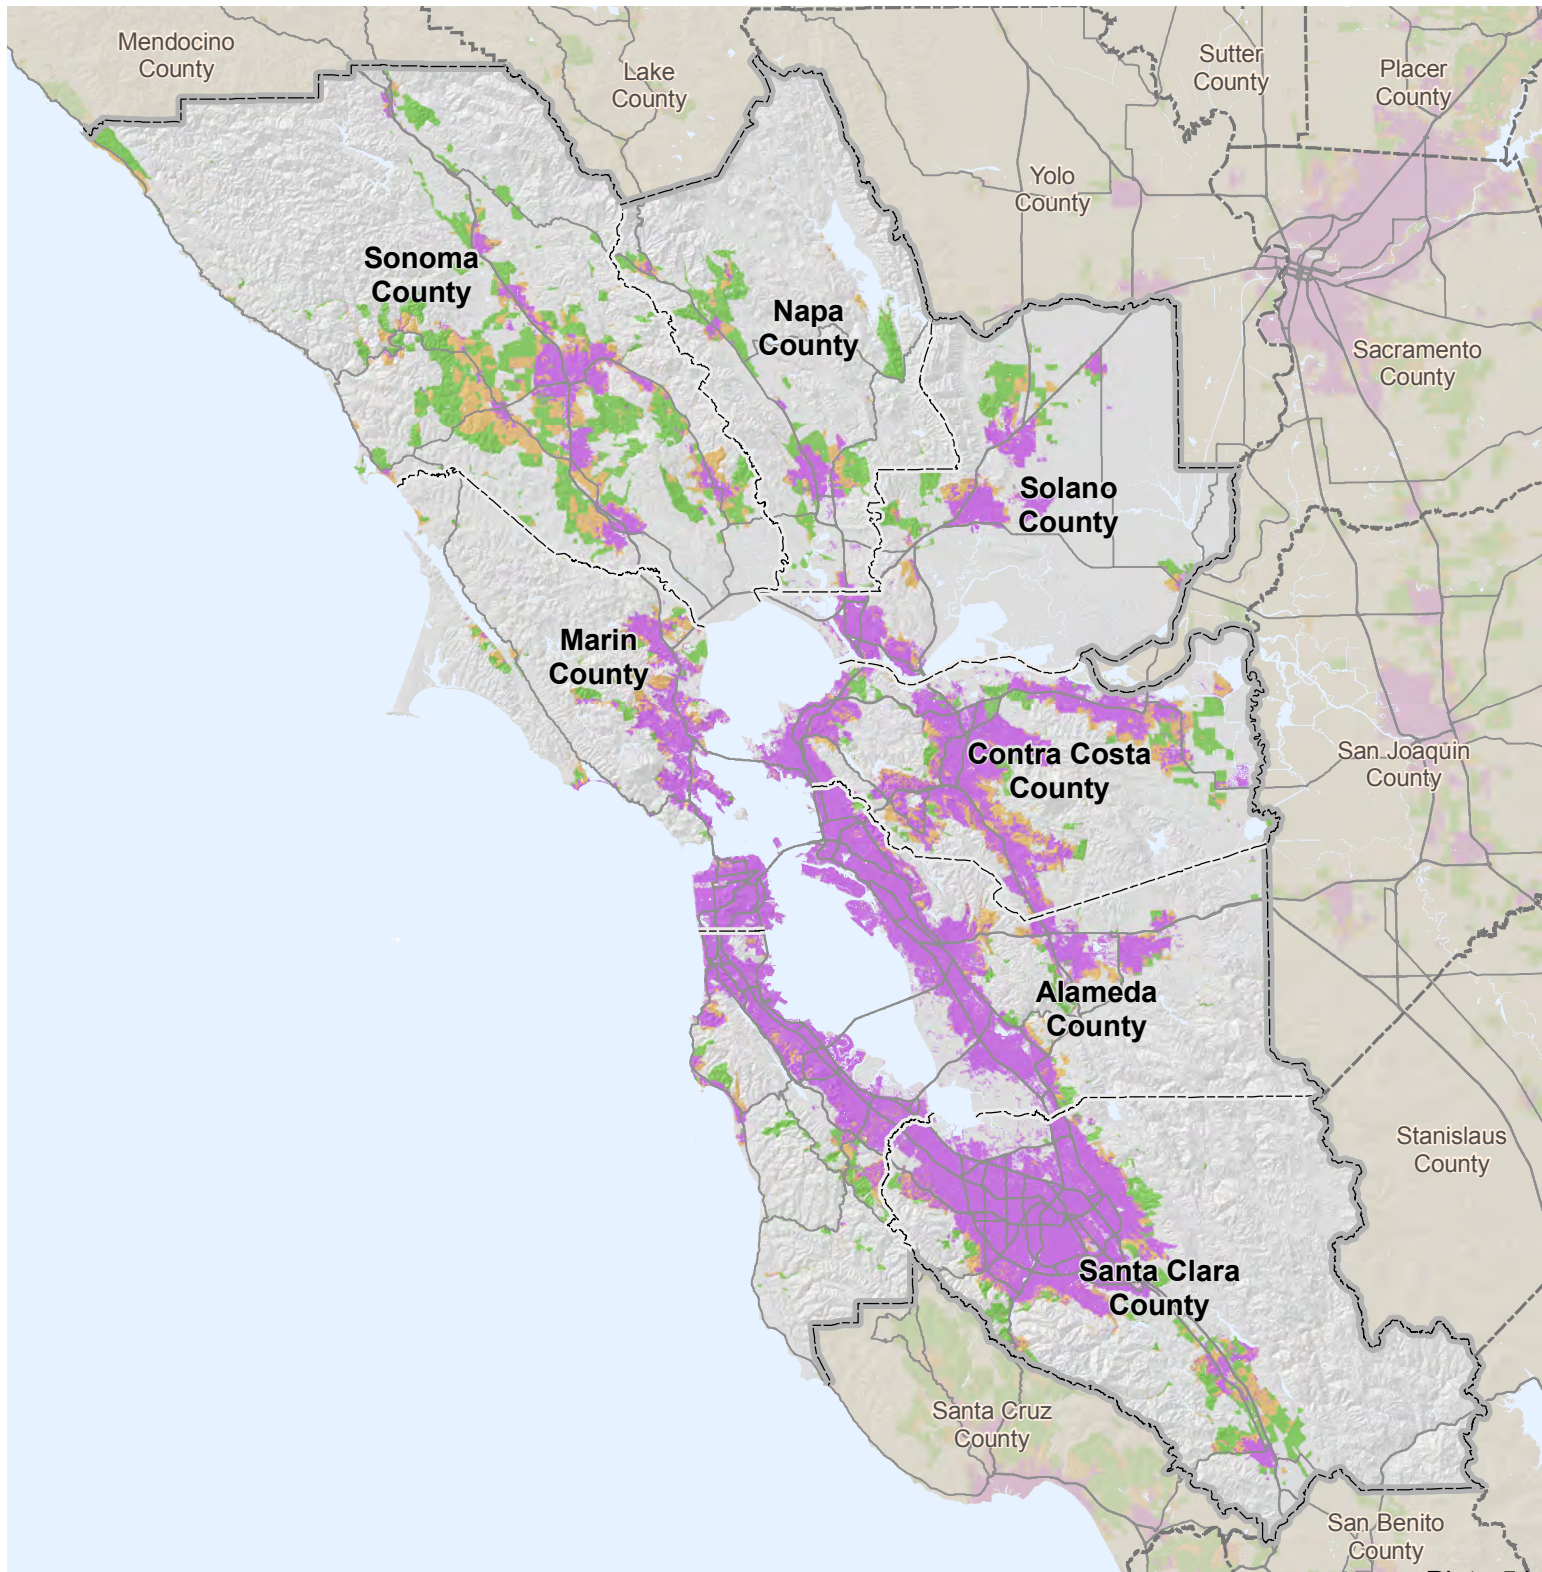 Mendocino
County
Lake
County
Sutter
County
Placer
County
Yolo
County
Sonoma
County
Napa
County
Sacramento
County
Solano
County
Marin
County
Contra Costa
County
San Joaquin
County
Alameda
County
Stanislaus
County
Santa Clara
County
Santa Cruz
County
San Benito
County